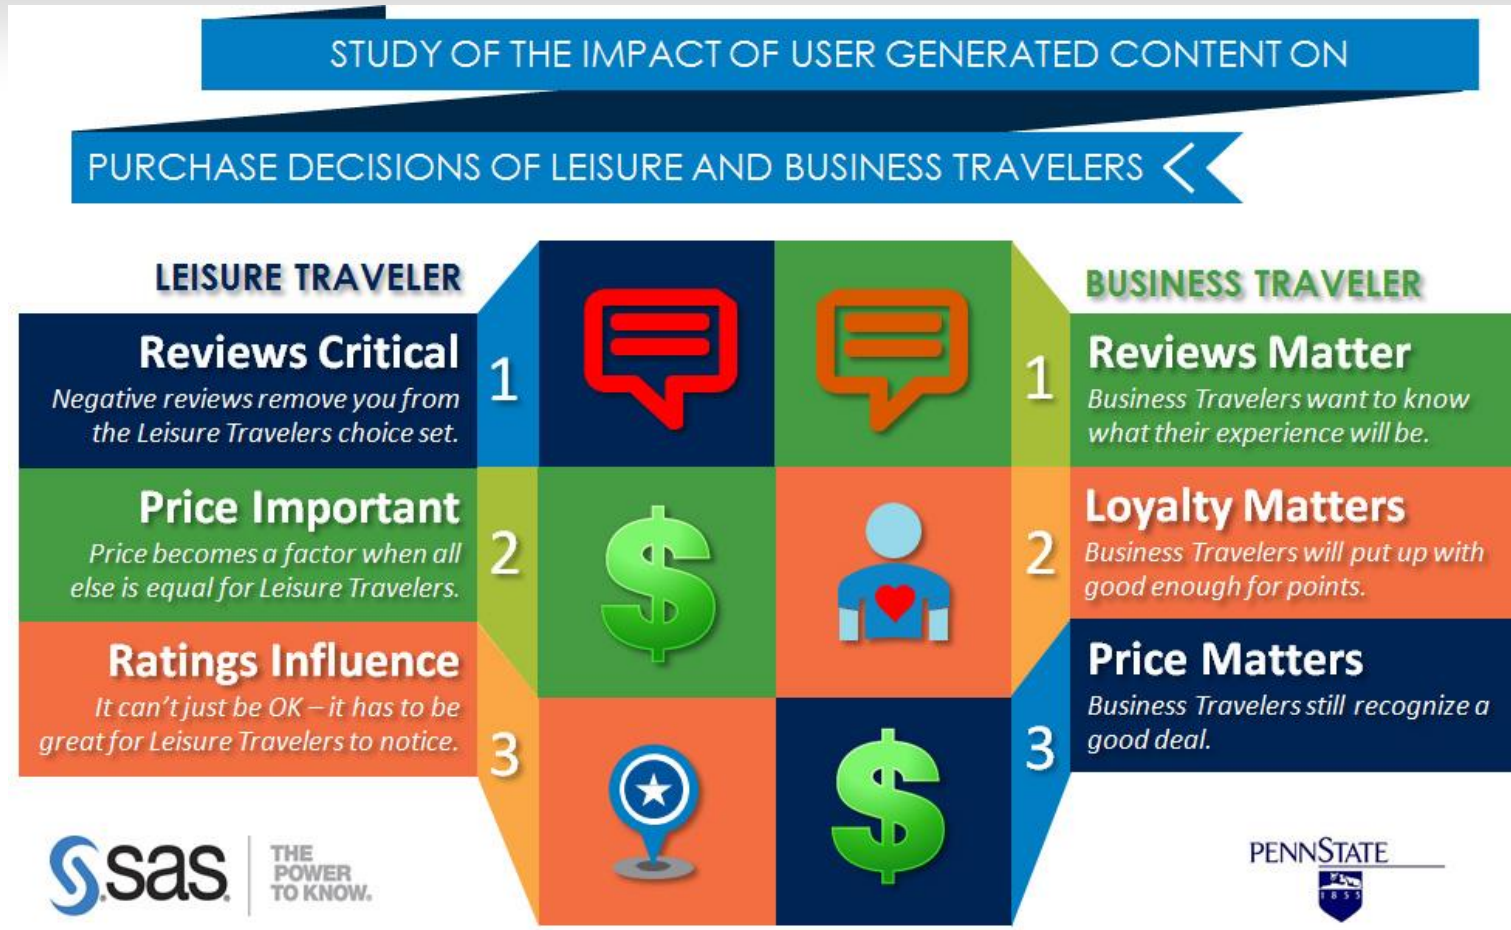 STUDY OF THE IMPACT OF USER GENERATED CONTENT ON
PURCHASE DECISIONS OF LEISURE AND BUSINESS TRAVELERS
LEISURE TRAVELER
Reviews Critical
Negative reviews remove you from
the Leisure Travelers choice set.
1
Price Important
Price becomes a factor when all
else is equal for Leisure Travelers.
2
Ratings Influence
It can't just be OK – it has to be
great for Leisure Travelers to notice.
3
BUSINESS TRAVELER
1
Reviews Matter
Business Travelers want to know
what their experience will be.
2
Loyalty Matters
Business Travelers will put up with
good enough for points.
3
Price Matters
Business Travelers still recognize a
good deal.
sas
THE
POWER
TO KNOW.
PENNSTATE
1855